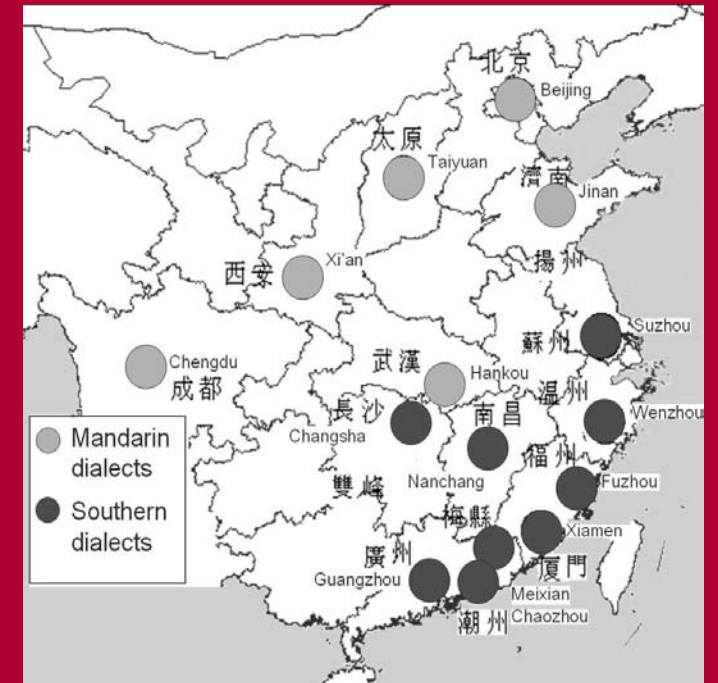 北京
Beijing
太原
Taiyuan
濟南
Jinan
西安
Xi'an
揚州
Suzhou
蘇州
Chengdu
成都
武漢
Hankou
温州
長沙
Changsha
南昌
Wenzhou
Mandarin
dialects
Southern
dialects
雙峰
Nanchang
福州
Fuzhou
梅縣
Xiamen
廣州
廈門
Guangzhou
Meixian
潮州
Chaozhou